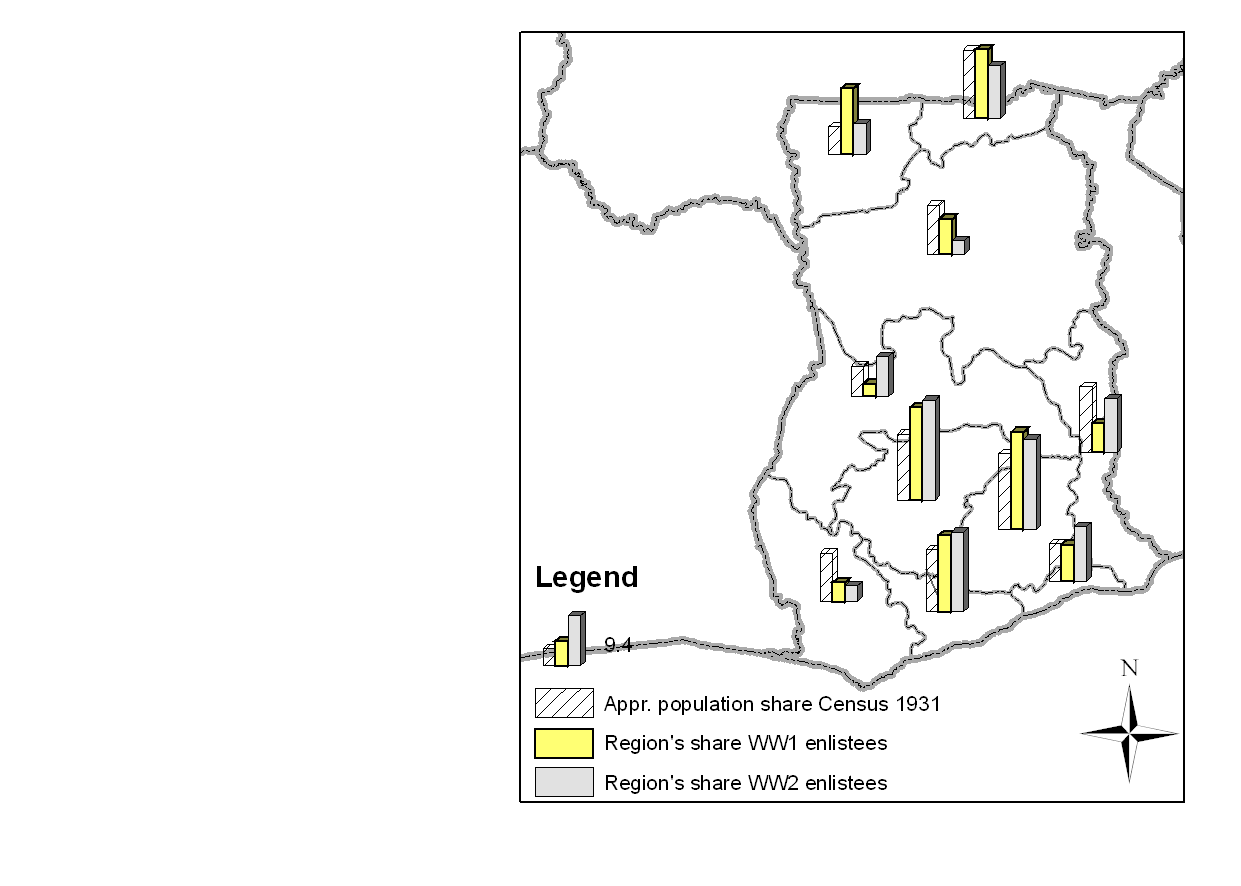 Legend
9.4
N
Appr. population share Census 1931
Region's share WW1 enlistees
Region's share WW2 enlistees